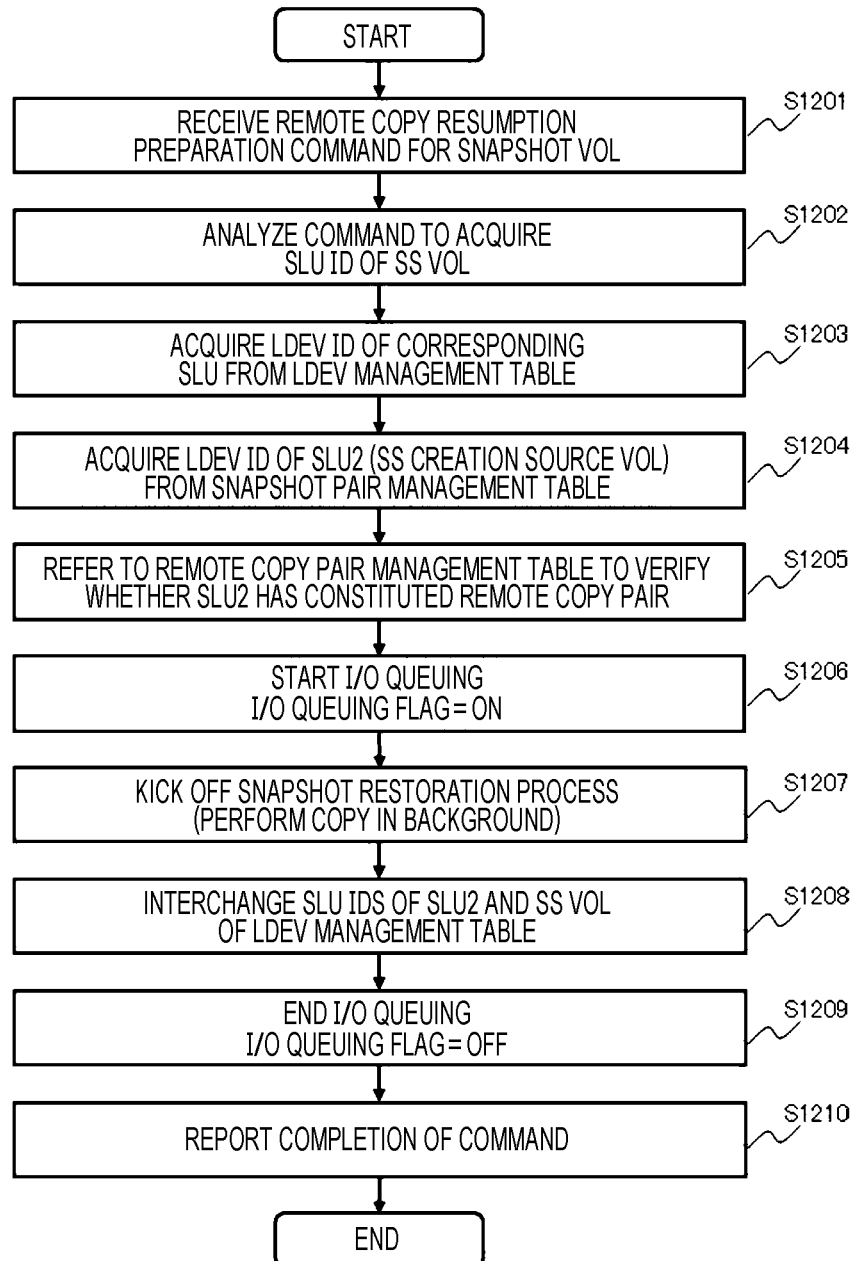 START
S1201
RECEIVE REMOTE COPY RESUMPTION
PREPARATION COMMAND FOR SNAPSHOT VOL
S1202
ANALYZE COMMAND TO ACQUIRE
SLU ID OF SS VOL
S1203
ACQUIRE LDEV ID OF CORRESPONDING
SLU FROM LDEV MANAGEMENT TABLE
S1204
ACQUIRE LDEV ID OF SLU2 (SS CREATION SOURCE VOL)
FROM SNAPSHOT PAIR MANAGEMENT TABLE
S1205
REFER TO REMOTE COPY PAIR MANAGEMENT TABLE TO VERIFY
WHETHER SLU2 HAS CONSTITUTED REMOTE COPY PAIR
S1206
START I/O QUEUING
I/O QUEUING FLAG = ON
S1207
KICK OFF SNAPSHOT RESTORATION PROCESS
(PERFORM COPY IN BACKGROUND)
S1208
INTERCHANGE SLU IDS OF SLU2 AND SS VOL
OF LDEV MANAGEMENT TABLE
S1209
END I/O QUEUING
I/O QUEUING FLAG = OFF
S1210
REPORT COMPLETION OF COMMAND
END